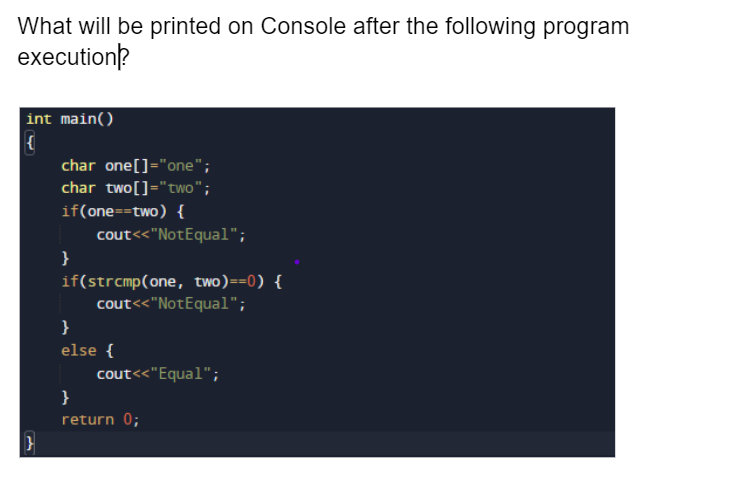 What will be printed on Console after the following program
execution?
int main()
{
char one[]="one";
char two[]="two";
if(one==two) {
cout<<"NotEqual";
}
if(strcmp(one, two)==0) {
cout<<"NotEqual";
}
else {
cout<<"Equal";
}
return 0;
}